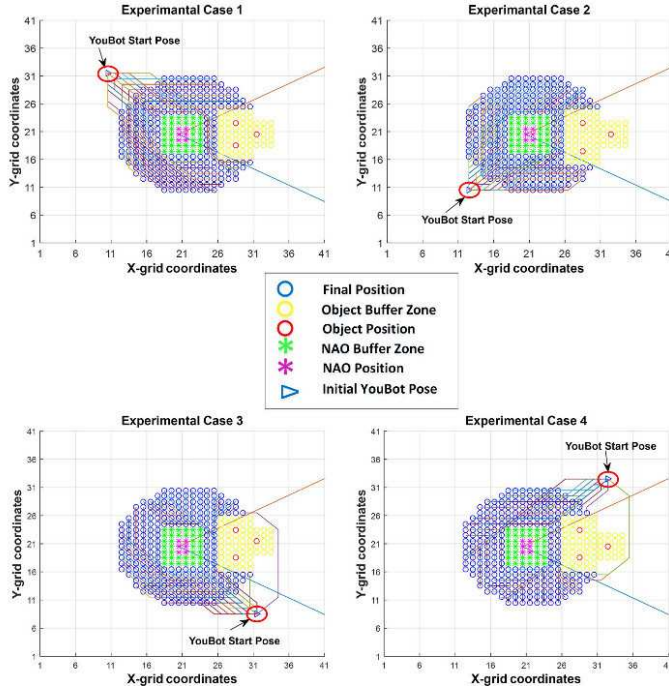 Experimantal Case 1
Experimantal Case 2
YouBot Start Pose
Y-grid coordinates
41
36
31
26
21
16
11
6
1
1 6 11 16 21 26 31 36 41
X-grid coordinates
Y-grid coordinates
41
36
31
26
21
16
11
6
1
YouBot Start Pose
1 6 11 16 21 26 31 36
X-grid coordinates
Final Position
Object Buffer Zone
Object Position
NAO Buffer Zone
NAO Position
Initial YouBot Pose
Experimental Case 3
Experimental Case 4
Y-grid coordinates
41
36
31
26
21
16
11
6
1
YouBot Start Pose
1 6 11 16 21 26 31 36 41
X-grid coordinates
YouBot Start Pose
Y-grid coordinates
41
36
31
26
21
16
11
6
1
1 6 11 16 21 26 31 36
X-grid coordinates